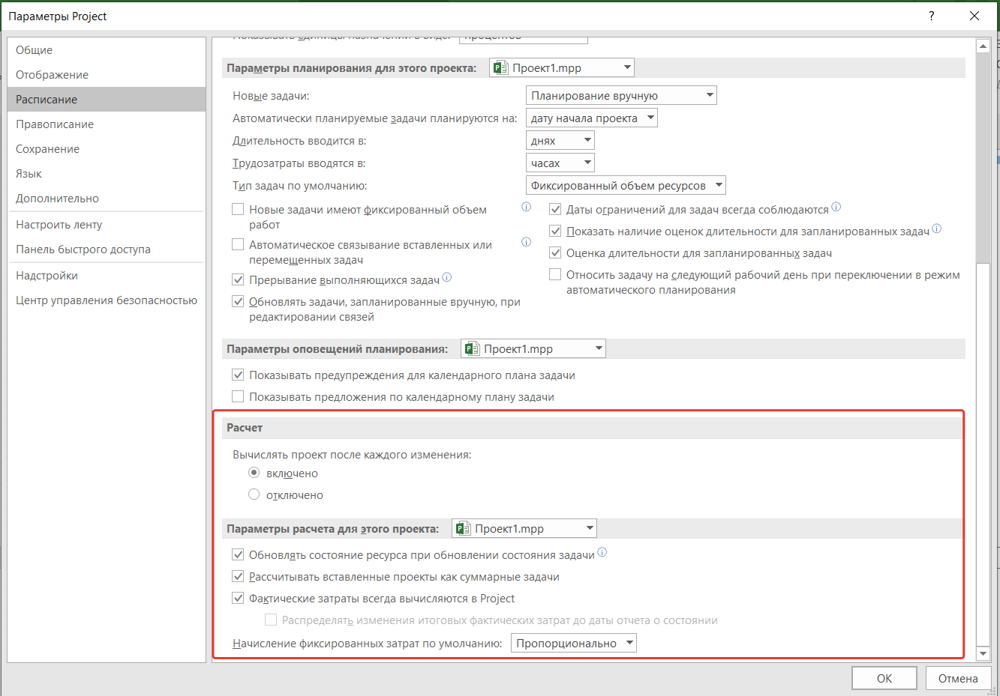 Параметры Project
?
Общие
Отображение
Расписание
Правописание
Сохранение
Язык
Дополнительно
Настроить ленту
Панель быстрого доступа
Надстройки
Центр управления безопасностью
Параметры планирования для этого проекта: Проект1.mpp
Новые задачи: Планирование вручную
Автоматически планируемые задачи планируются на: дату начала проекта
Длительность вводится в: днях
Трудозатраты вводятся в: часах
Тип задач по умолчанию: Фиксированный объем ресурсов
Новые задачи имеют фиксированный объем
работ
Автоматическое связывание вставленных или
перемещенных задач
Прерывание выполняющихся задач
Обновлять задачи, запланированные вручную, при
редактировании связей
Даты ограничений для задач всегда соблюдаются
Показать наличие оценок длительности для запланированных задач
Оценка длительности для запланированных задач
Относить задачу на следующий рабочий день при переключении в режим
автоматического планирования
Параметры оповещений планирования: Проект1.mpp
Показывать предупреждения для календарного плана задачи
Показывать предложения по календарному плану задачи
Расчет
Вычислять проект после каждого изменения:
включено
отключено
Параметры расчета для этого проекта: Проект1.mpp
Обновлять состояние ресурса при обновлении состояния задачи
Рассчитывать вставленные проекты как суммарные задачи
Фактические затраты всегда вычисляются в Project
Распределять изменения итоговых фактических затрат до даты отчета о состоянии
Начисление фиксированных затрат по умолчанию: Пропорционально
ОК
Отмена